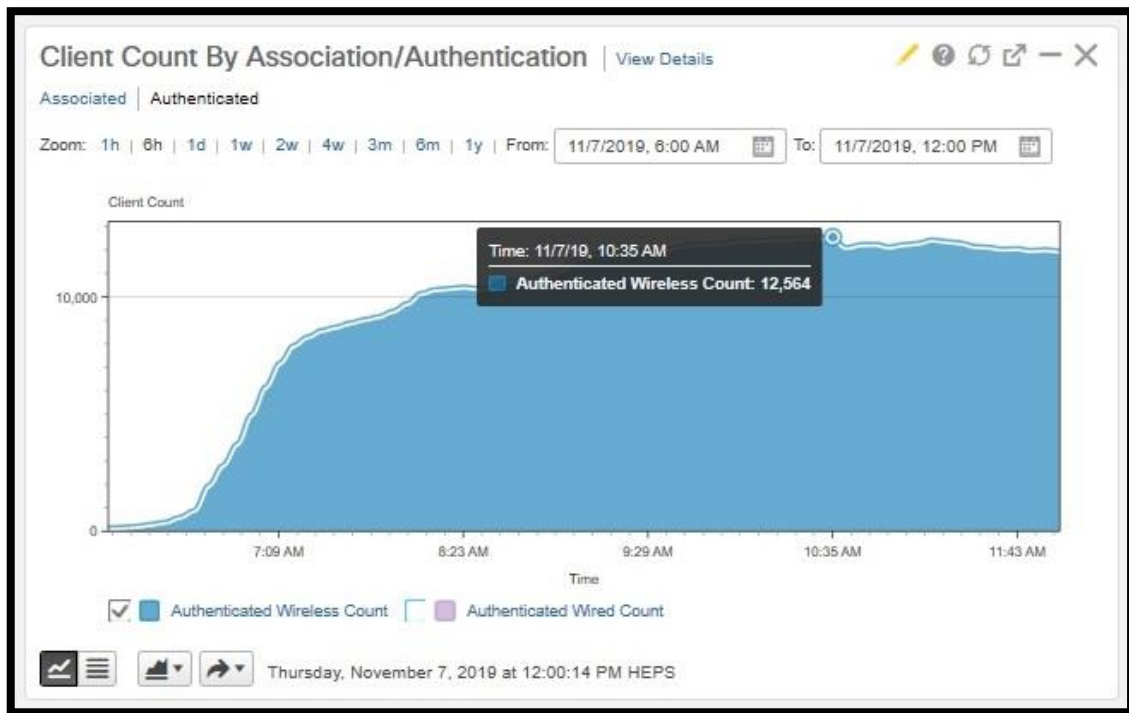 Client Count By Association/Authentication | View Details
Associated | Authenticated
Zoom: 1h | 6h | 1d | 1w | 2w | 4w | 3m | 6m | 1y | From: 11/7/2019, 6:00 AM To: 11/7/2019, 12:00 PM
Client Count
Time: 11/7/19, 10:35 AM
Authenticated Wireless Count: 12,564
10,000
0
7:09 AM 8:23 AM 9:29 AM 10:35 AM 11:43 AM
Time
Authenticated Wireless Count Authenticated Wired Count
Thursday, November 7, 2019 at 12:00:14 PM HEPS